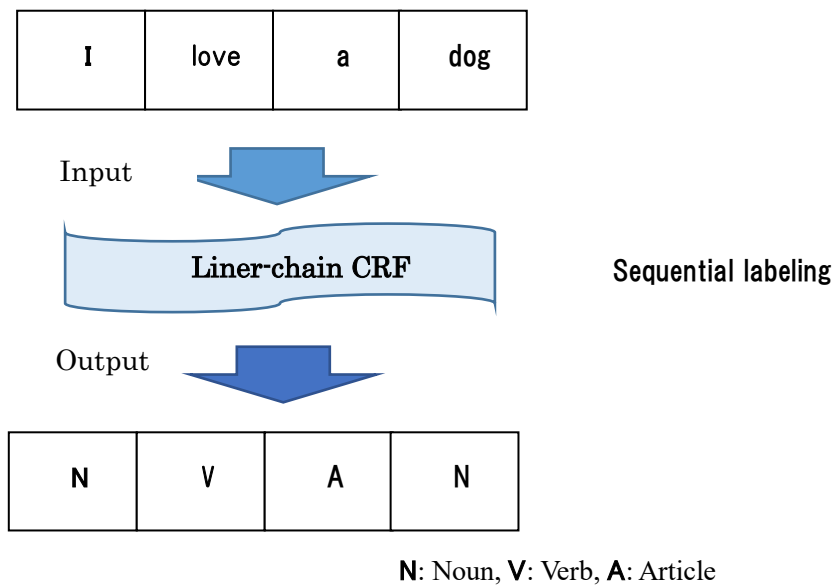 I love a dog
Input
Liner-chain CRF
Sequential labeling
Output
N V A N
N: Noun, V: Verb, A: Article